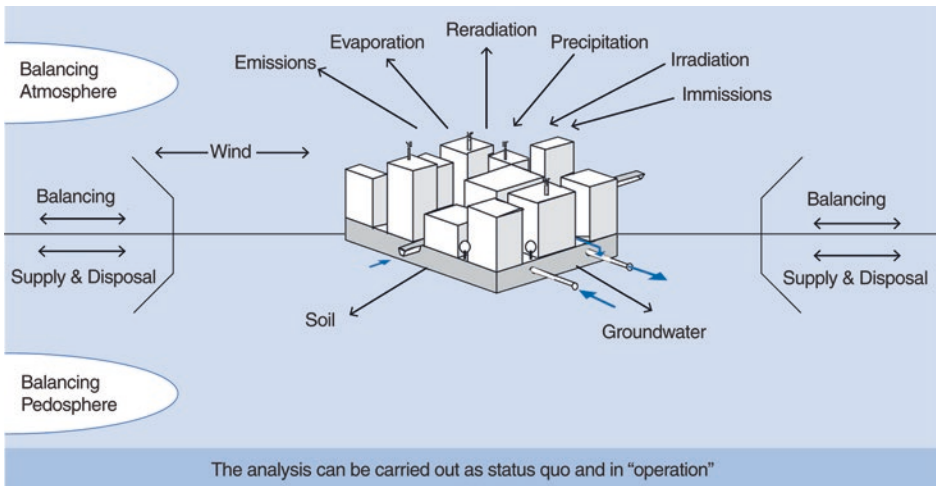 Balancing
Atmosphere
Emissions
Evaporation
Reradiation
Precipitation
Irradiation
Immissions
Wind
Balancing
Supply & Disposal
Balancing
Supply & Disposal
Soil
Groundwater
Balancing
Pedosphere
The analysis can be carried out as status quo and in “operation”